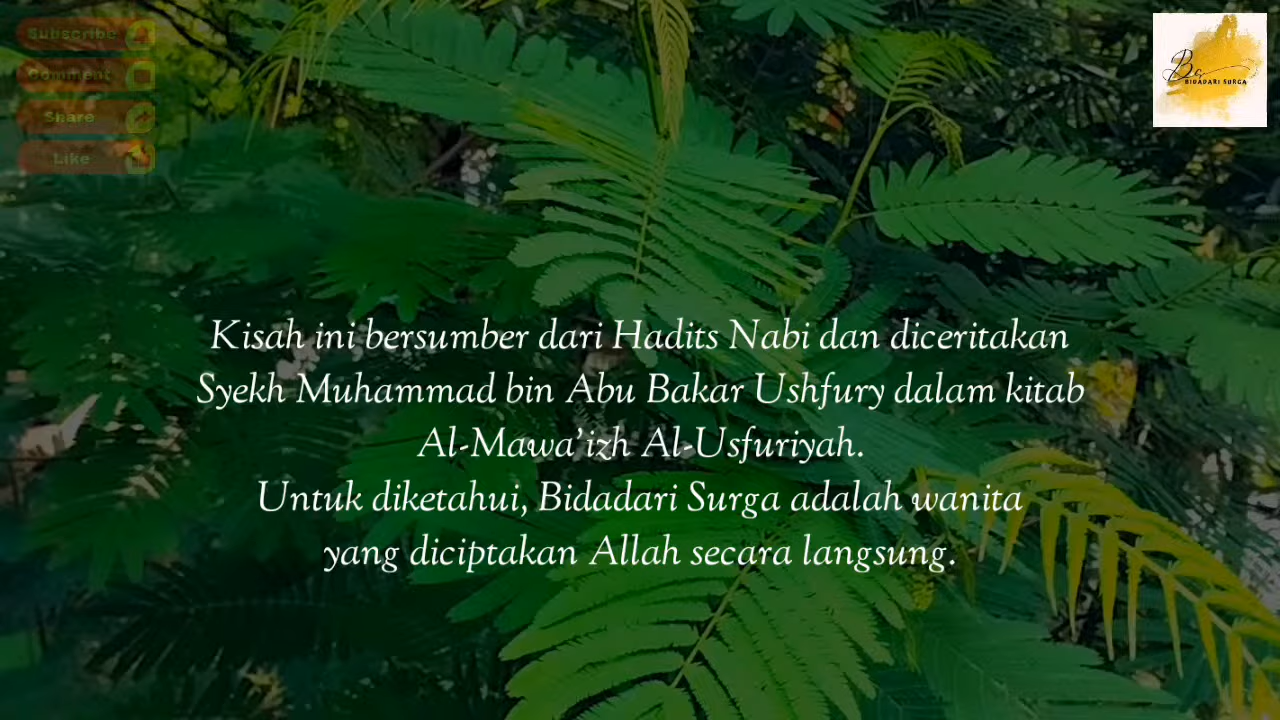 Subscribe
Comment
Share
Like
Bs
BIDADARI SURGA
Kisah ini bersumber dari Hadits Nabi dan diceritakan
Syekh Muhammad bin Abu Bakar Ushfury dalam kitab
Al-Mawa’izh Al-Usfuriyah.
Untuk diketahui, Bidadari Surga adalah wanita
yang diciptakan Allah secara langsung.